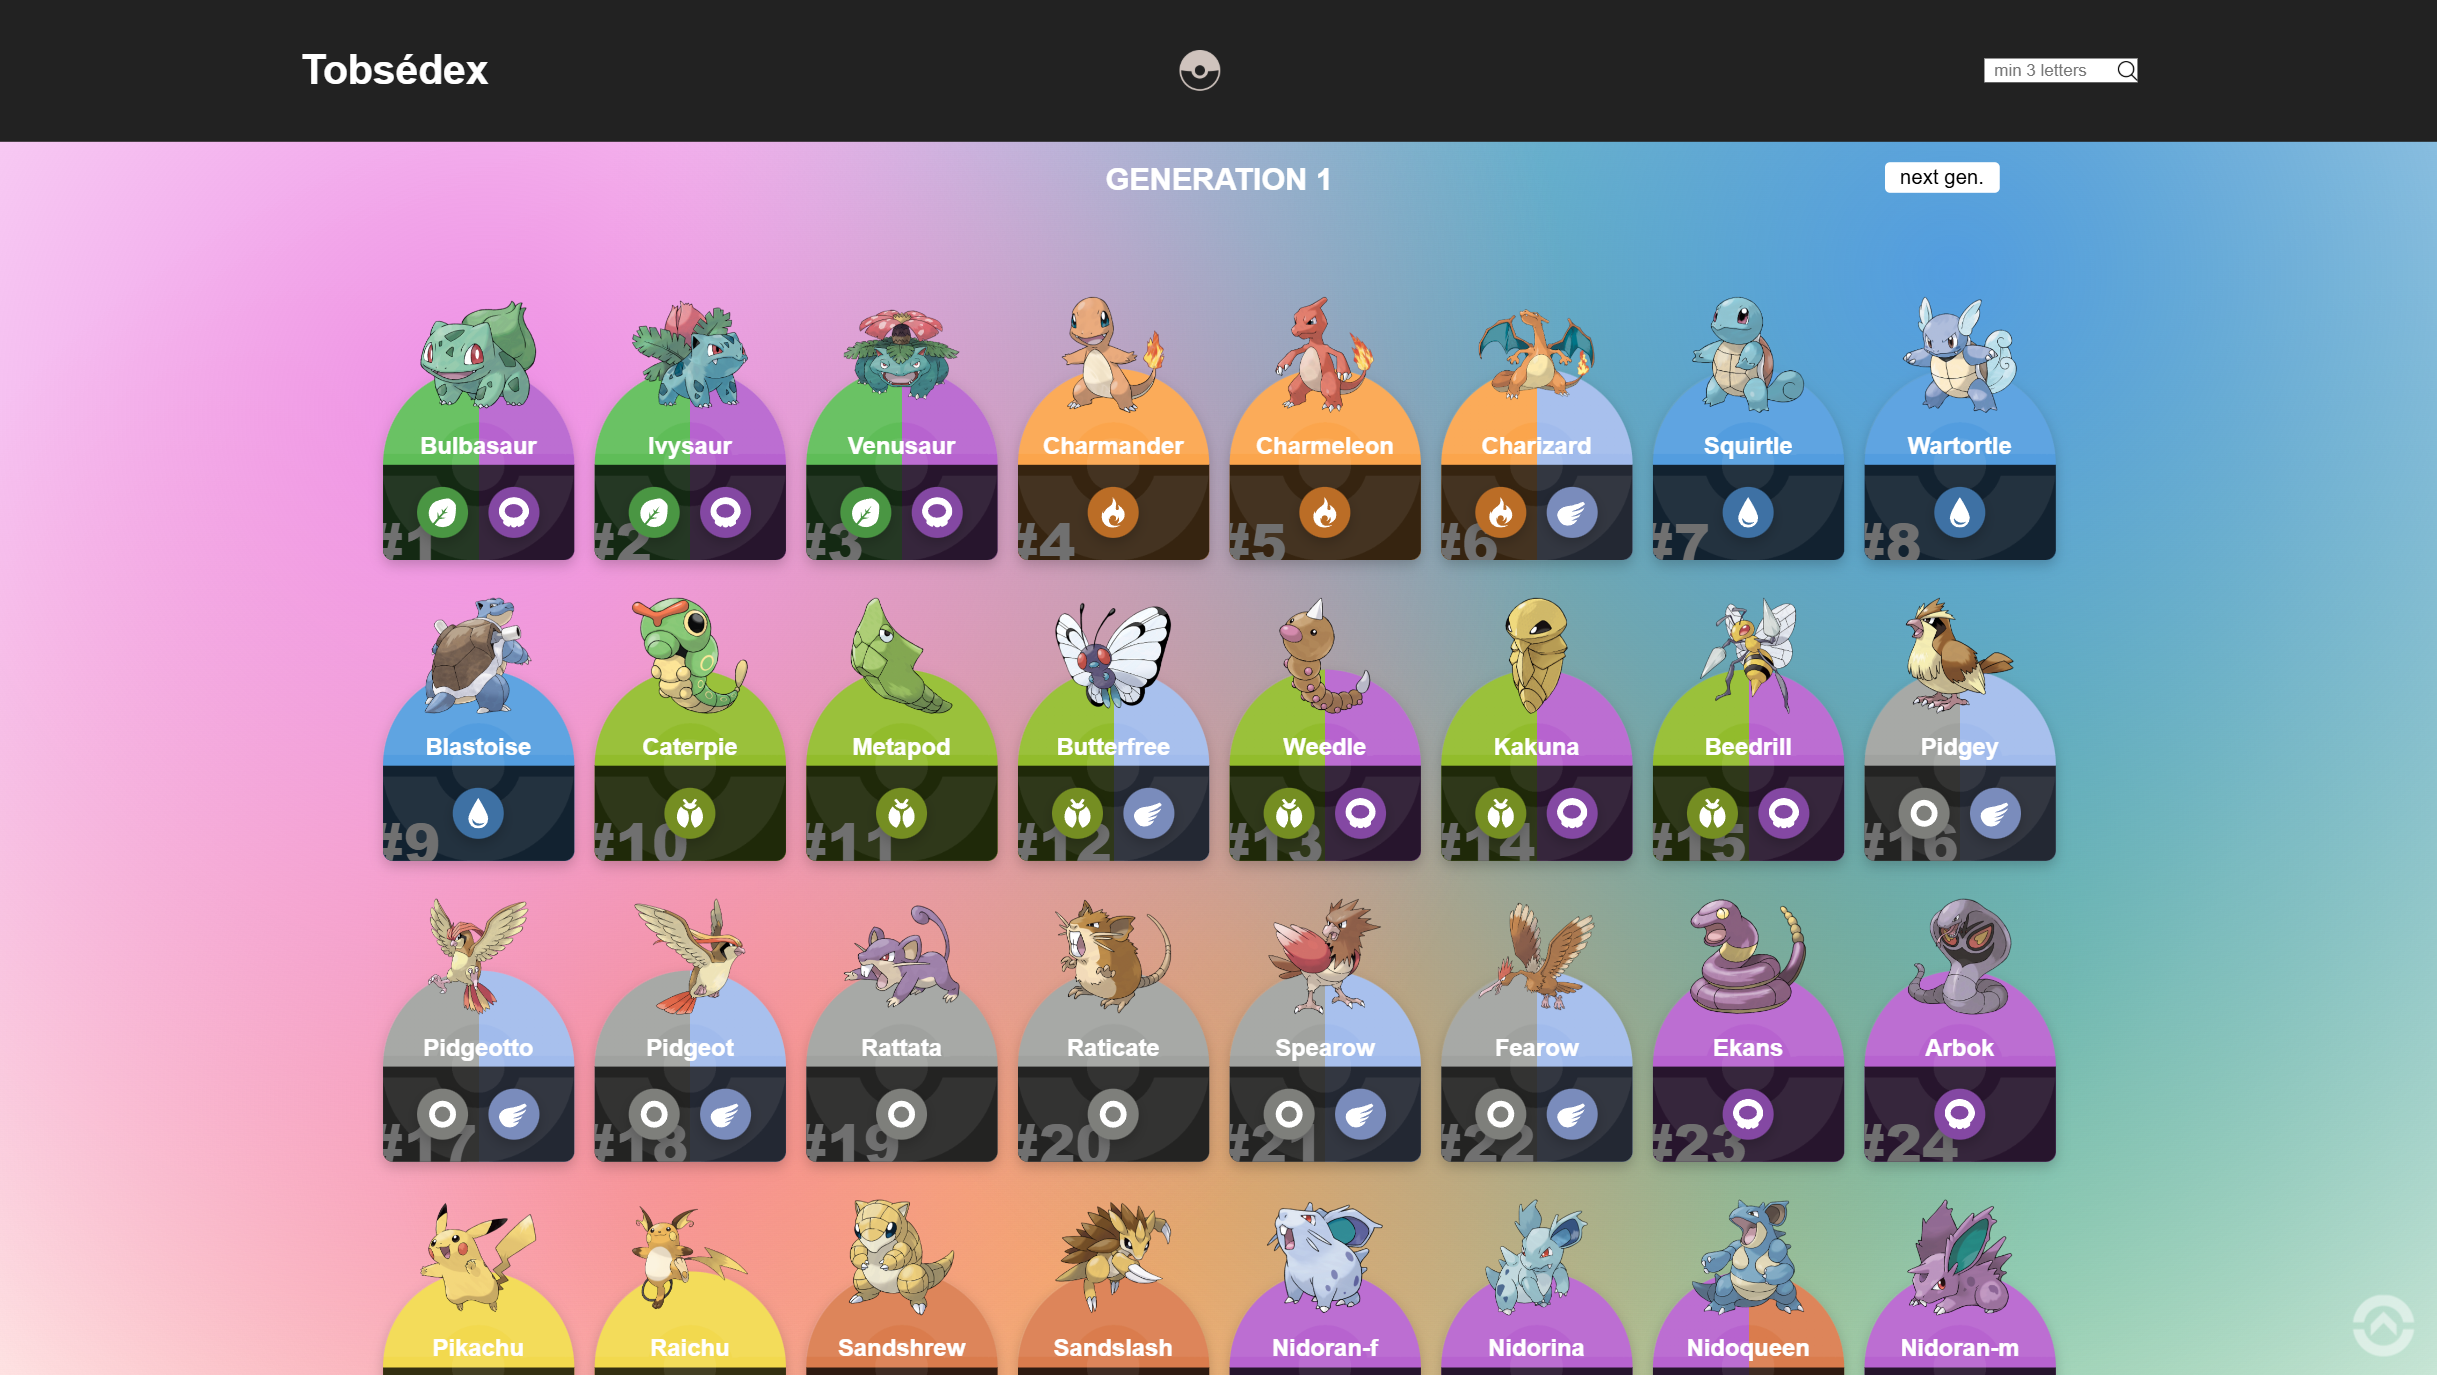 Tobsédex
min 3 letters
GENERATION 1
next gen.
Bulbasaur
Ivysaur
Venusaur
Charmander
Charmeleon
Charizard
Squirtle
Wartortle
#1
#2
#3
#4
#5
#6
#7
#8
Blastoise
Caterpie
Metapod
Butterfree
Weedle
Kakuna
Beedrill
Pidgey
#9
#10
#11
#12
#13
#14
#15
#16
Pidgeotto
Pidgeot
Rattata
Raticate
Spearow
Fearow
Ekans
Arbok
#17
#18
#19
#20
#21
#22
#23
#24
Pikachu
Raichu
Sandshrew
Sandslash
Nidoran-f
Nidorina
Nidoqueen
Nidoran-m